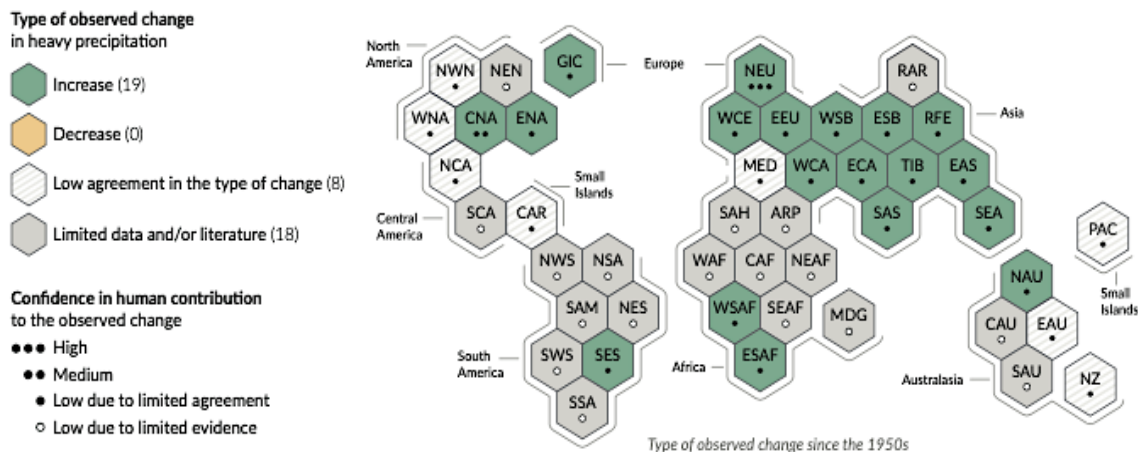 Type of observed change
in heavy precipitation
Increase (19)
Decrease (0)
Low agreement in the type of change (8)
Limited data and/or literature (18)
Confidence in human contribution
to the observed change
High
Medium
Low due to limited agreement
Low due to limited evidence
North
America
NWN NEN GIC
WNA CNA ENA
NCA
Small
Islands
Central
America
SCA CAR
NWS NSA
SAM NES
South
America
SWS SES
SSA
Europe
NEU RAR
Asia
WCE EEU WSB ESB RFE
MED WCA ECA TIB EAS
SAH ARP SAS SEA
WAF CAF NEAF
WSAF SEAF MDG
Africa
ESAF
PAC
Small
Islands
NAU
CAU EAU
Australasia
SAU NZ
Type of observed change since the 1950s